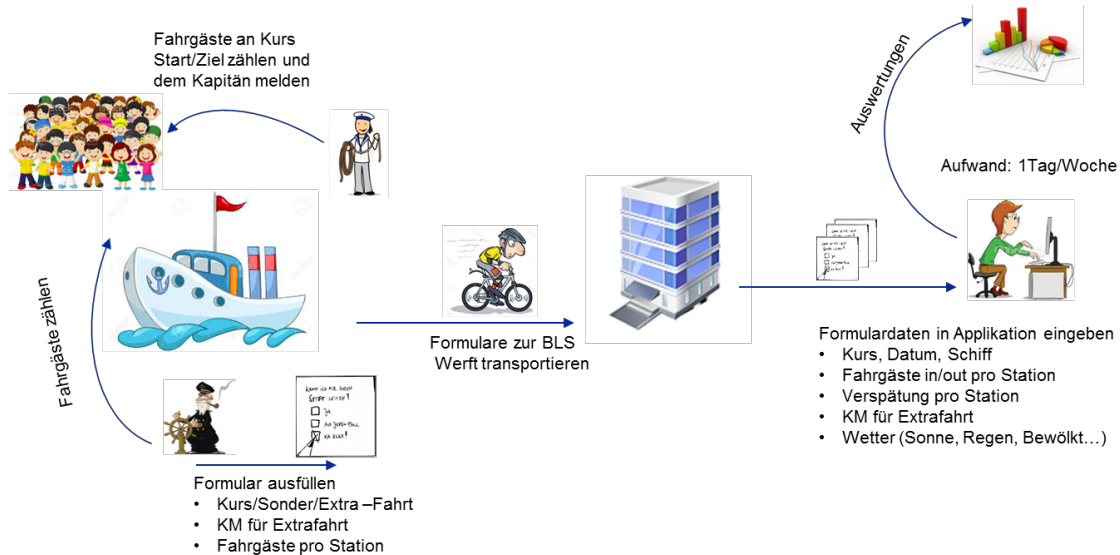 Fahrgäste an Kurs
Start/Ziel zählen und
dem Kapitän melden
Auswertungen
Aufwand: 1Tag/Woche
Fahrgäste zählen
Formulare zur BLS
Werft transportieren
Formulardaten in Applikation eingeben
• Kurs, Datum, Schiff
• Fahrgäste in/out pro Station
• Verspätung pro Station
• KM für Extrafahrt
• Wetter (Sonne, Regen, Bewölkt…)
JA
Formular ausfüllen
• Kurs/Sonder/Extra –Fahrt
• KM für Extrafahrt
• Fahrgäste pro Station